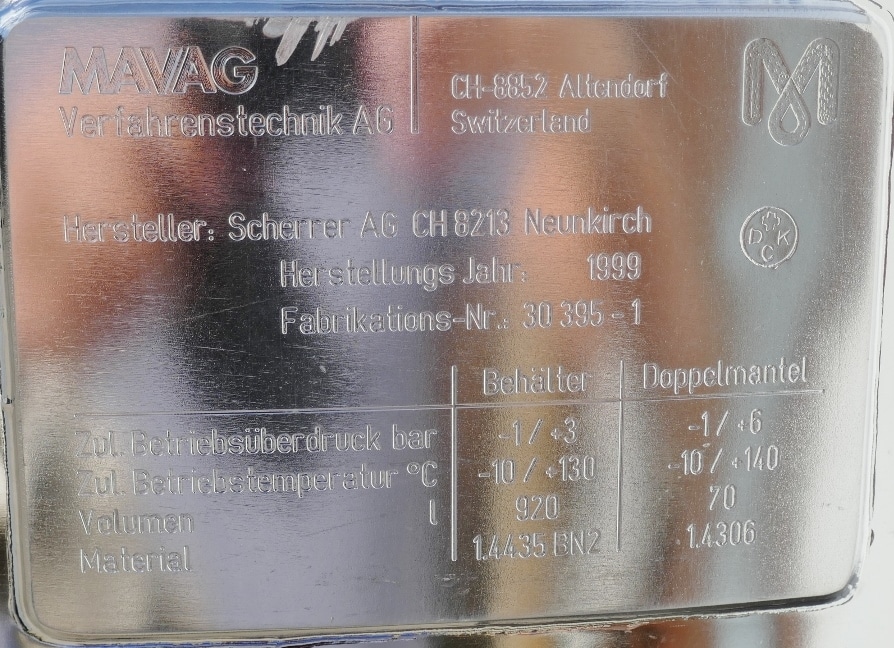 MAVAG
Verfahrenstechnik AG
CH-8852 Altendorf
Switzerland
M
Hersteller: Scherrer AG CH 8213 Neunkirch
DCK
Herstellungs Jahr: 1999
Fabrikations-Nr.: 30 395 - 1
Behälter Doppelmantel
Zul. Betriebsüberdruck bar -1 / +3 -1 / +6
Zul. Betriebstemperatur °C -10 / +130 -10 / +140
Volumen l 920 70
Material 1.4435 BN2 1.4306